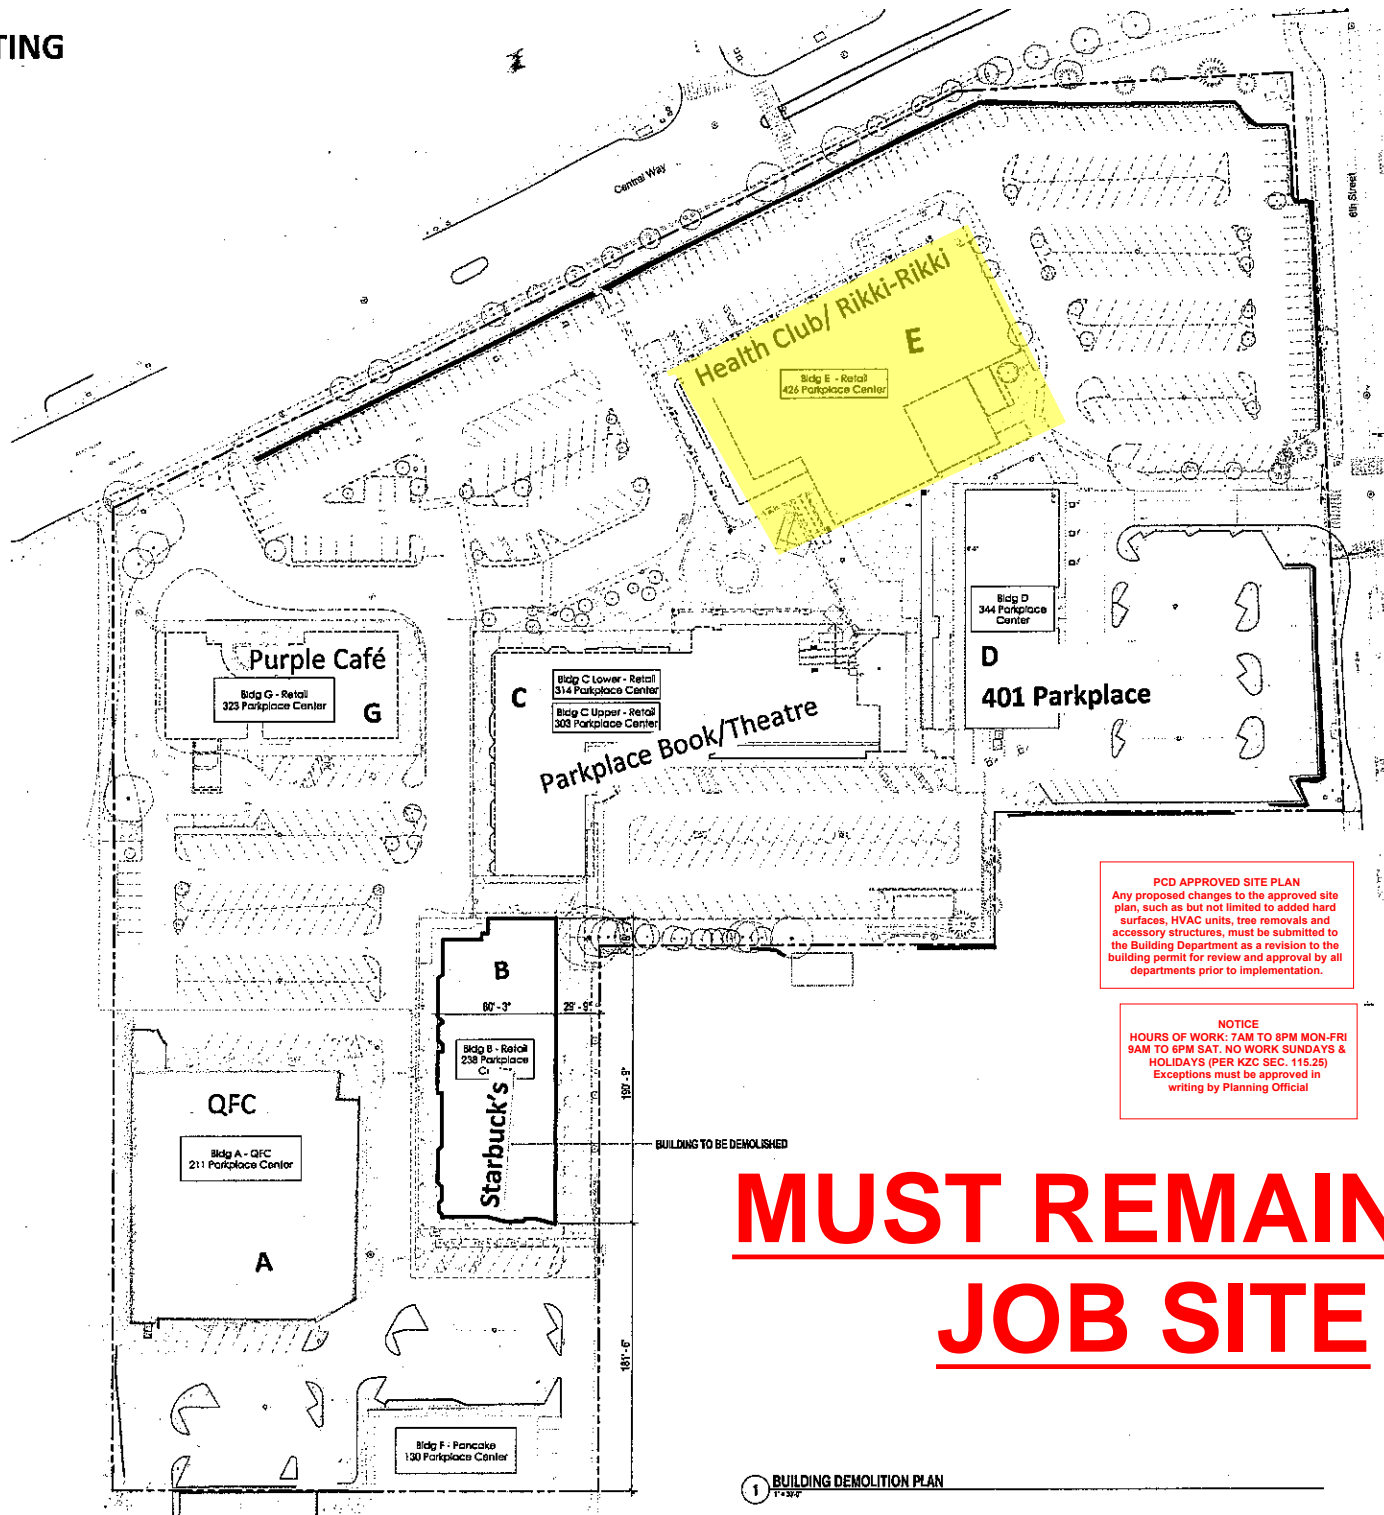 TING
Central Way
6th Street
Health Club/ Rikki-Rikki
E
Bldg E - Retail
426 Parkplace Center
Bldg D
344 Parkplace
Center
D
401 Parkplace
Purple Café
Bldg G - Retail
323 Parkplace Center
G
C
Bldg C Lower - Retail
314 Parkplace Center
Bldg C Upper - Retail
303 Parkplace Center
Parkplace Book/Theatre
PCD APPROVED SITE PLAN
Any proposed changes to the approved site
plan, such as but not limited to added hard
surfaces, HVAC units, tree removals and
accessory structures, must be submitted to
the Building Department as a revision to the
building permit for review and approval by all
departments prior to implementation.
B
60'-3"
Bldg B - Retail
238 Parkplace
Starbuck's
190'-9"
BUILDING TO BE DEMOLISHED
NOTICE
HOURS OF WORK: 7AM TO 8PM MON-FRI
9AM TO 6PM SAT. NO WORK SUNDAYS &
HOLIDAYS (PER KZC SEC. 115.25)
Exceptions must be approved in
writing by Planning Official
QFC
Bldg A - QFC
211 Parkplace Center
A
MUST REMAIN
JOB SITE
181'-6"
Bldg F - Pancake
130 Parkplace Center
1 BUILDING DEMOLITION PLAN